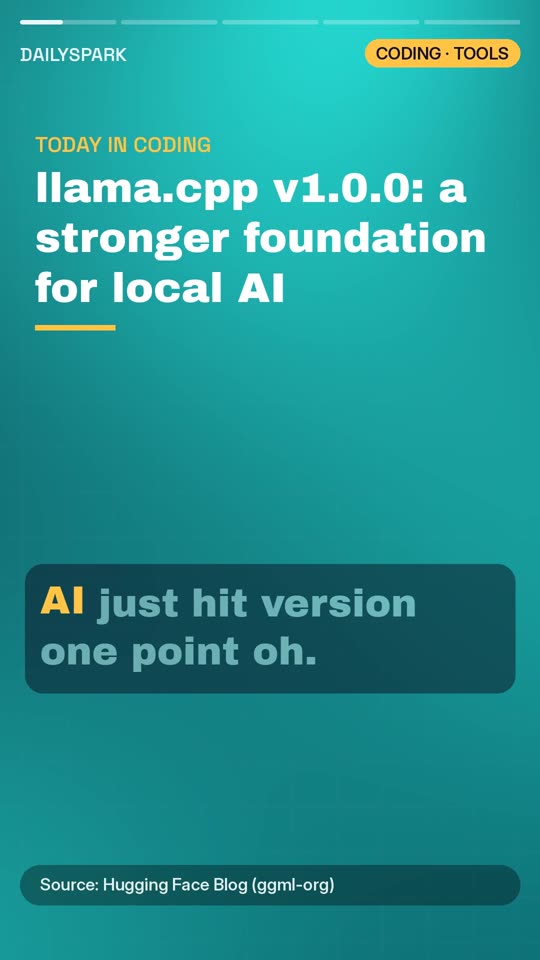 DAILYSPARK
CODING · TOOLS
TODAY IN CODING
llama.cpp v1.0.0: a
stronger foundation
for local AI
AI just hit version
one point oh.
Source: Hugging Face Blog (ggml-org)